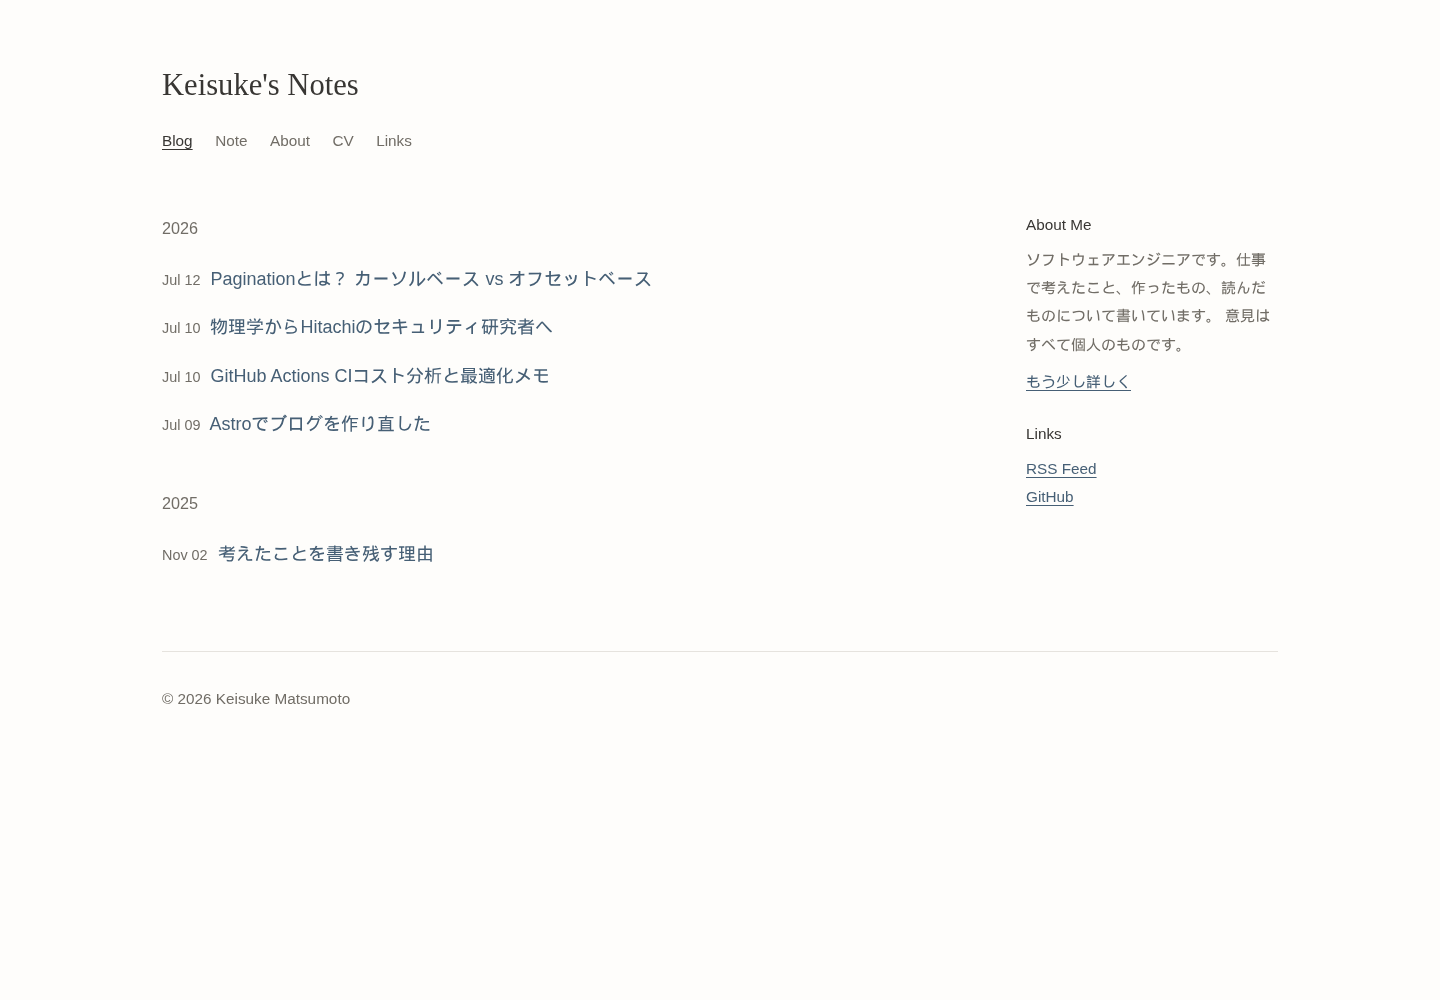 Keisuke's Notes
Blog Note About CV Links
2026
Jul 12 Paginationとは？ カーソルベース vs オフセットベース
Jul 10 物理学からHitachiのセキュリティ研究者へ
Jul 10 GitHub Actions CIコスト分析と最適化メモ
Jul 09 Astroでブログを作り直した
2025
Nov 02 考えたことを書き残す理由
About Me
ソフトウェアエンジニアです。仕事
で考えたこと、作ったもの、読んだ
ものについて書いています。 意見は
すべて個人のものです。
もう少し詳しく
Links
RSS Feed
GitHub
© 2026 Keisuke Matsumoto